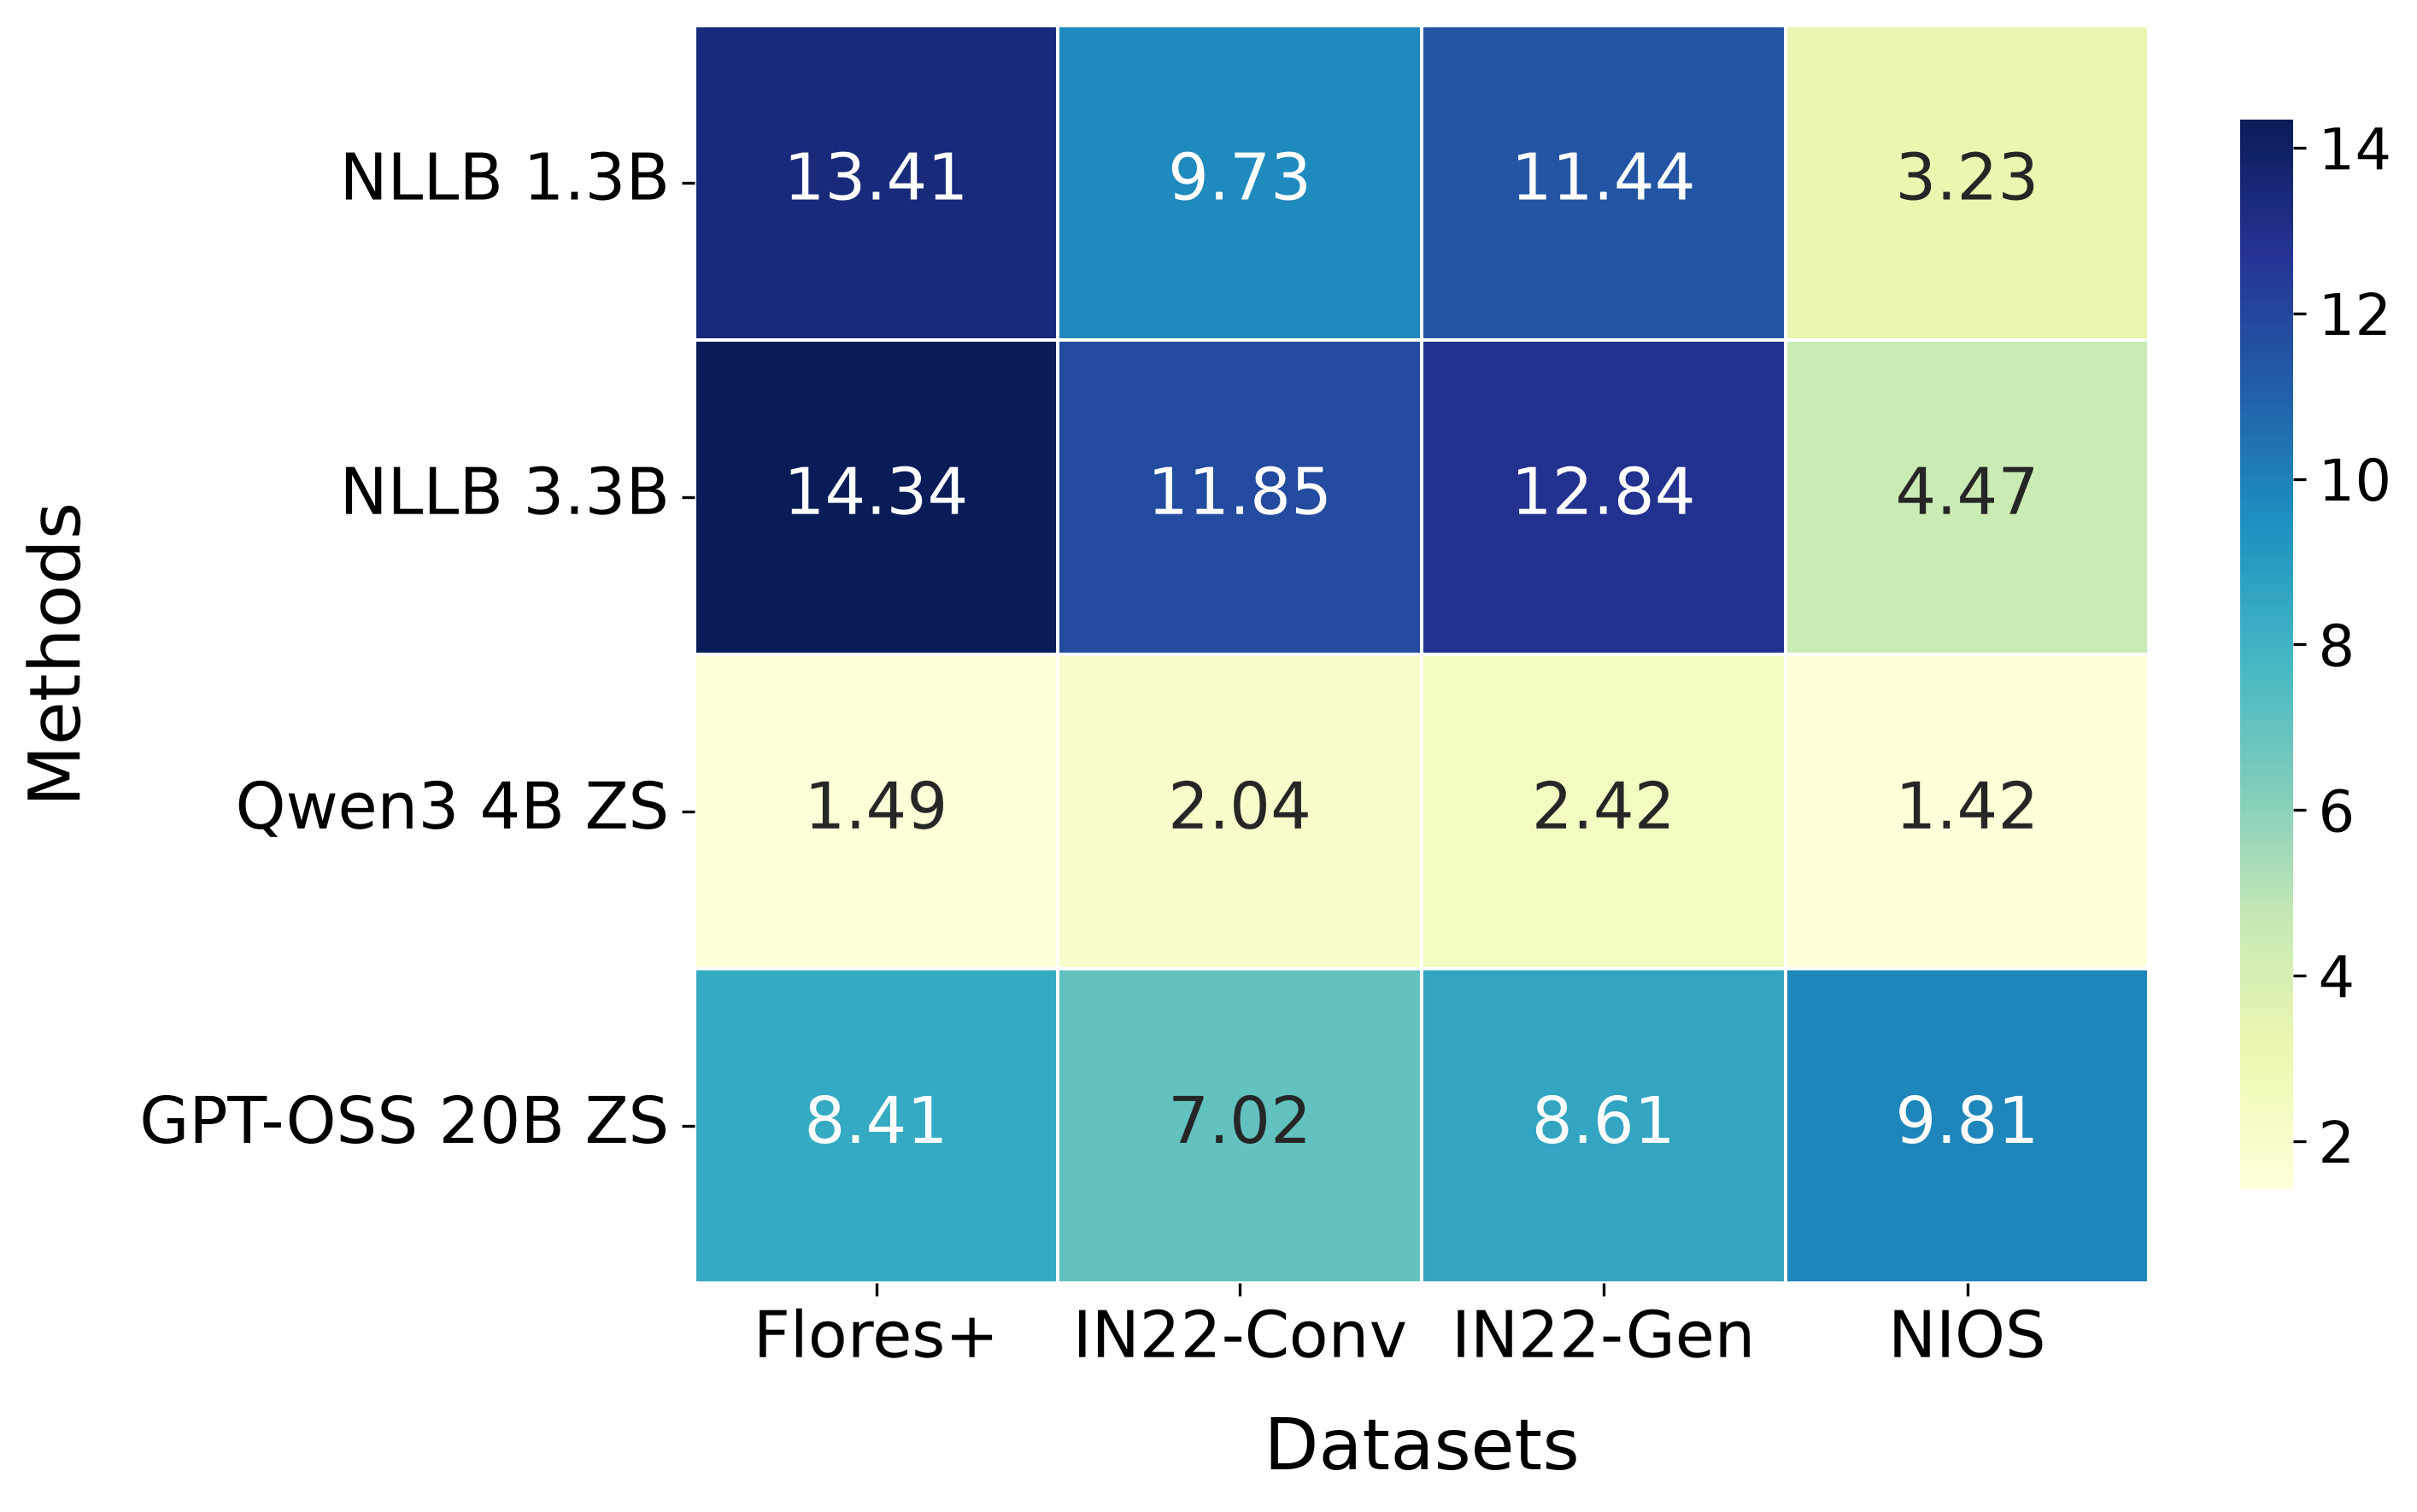 NLLB 1.3B 13.41 9.73 11.44 3.23
NLLB 3.3B 14.34 11.85 12.84 4.47
Qwen3 4B ZS 1.49 2.04 2.42 1.42
GPT-OSS 20B ZS 8.41 7.02 8.61 9.81
Flores+ IN22-Conv IN22-Gen NIOS
Datasets
Methods
14
12
10
8
6
4
2